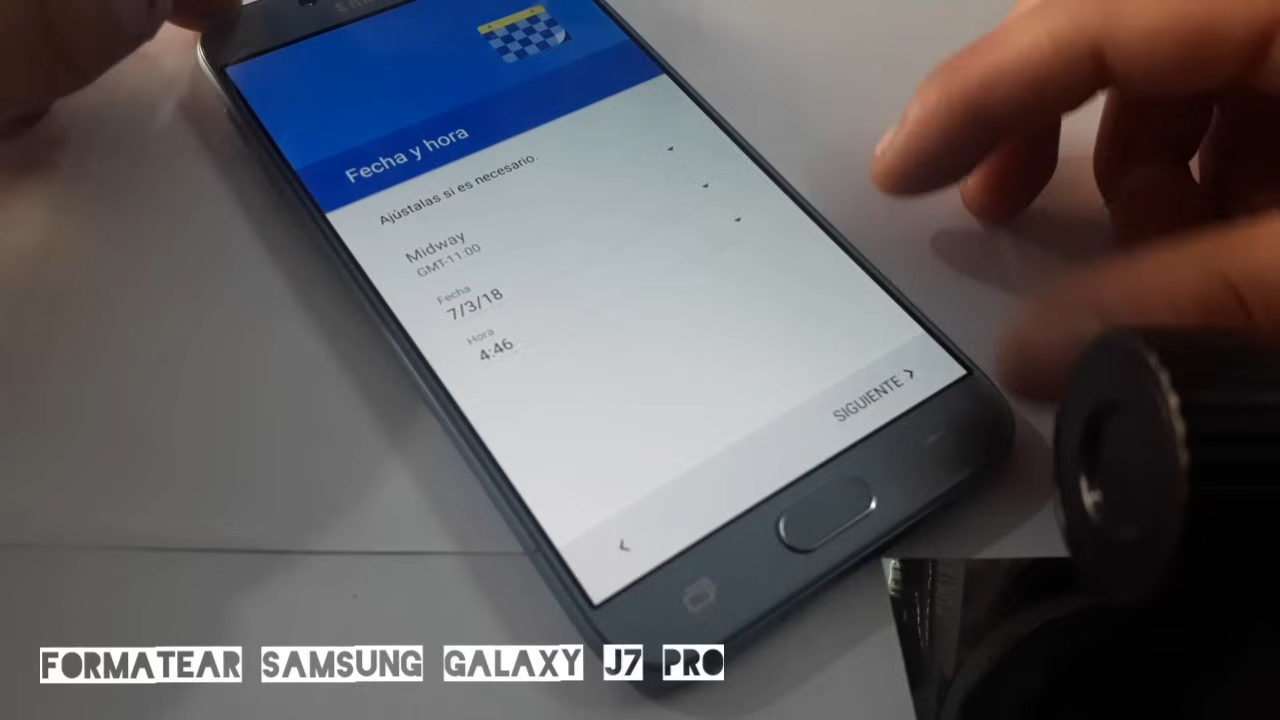 Fecha y hora
Ajústalas si es necesario.
Midway
GMT-11:00
Fecha
7/3/18
Hora
4:46
SIGUIENTE
FORMATEAR SAMSUNG GALAXY J7 PRO